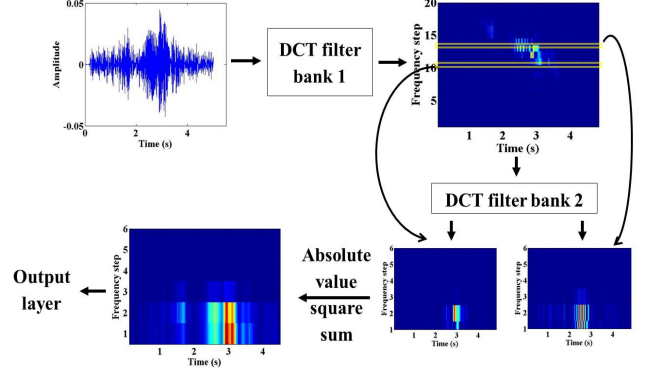 0.05
0
-0.05
Amplitude
0
2
4
Time (s)
DCT filter
bank 1
20
15
10
5
Frequency step
1
2
3
4
Time (s)
DCT filter bank 2
6
5
4
3
2
1
Frequency step
1
2
3
4
Time (s)
Output
layer
Absolute
value
square
sum
6
5
4
3
2
1
Frequency step
1
2
3
4
Time (s)
6
5
4
3
2
1
Frequency step
1
2
3
4
Time (s)